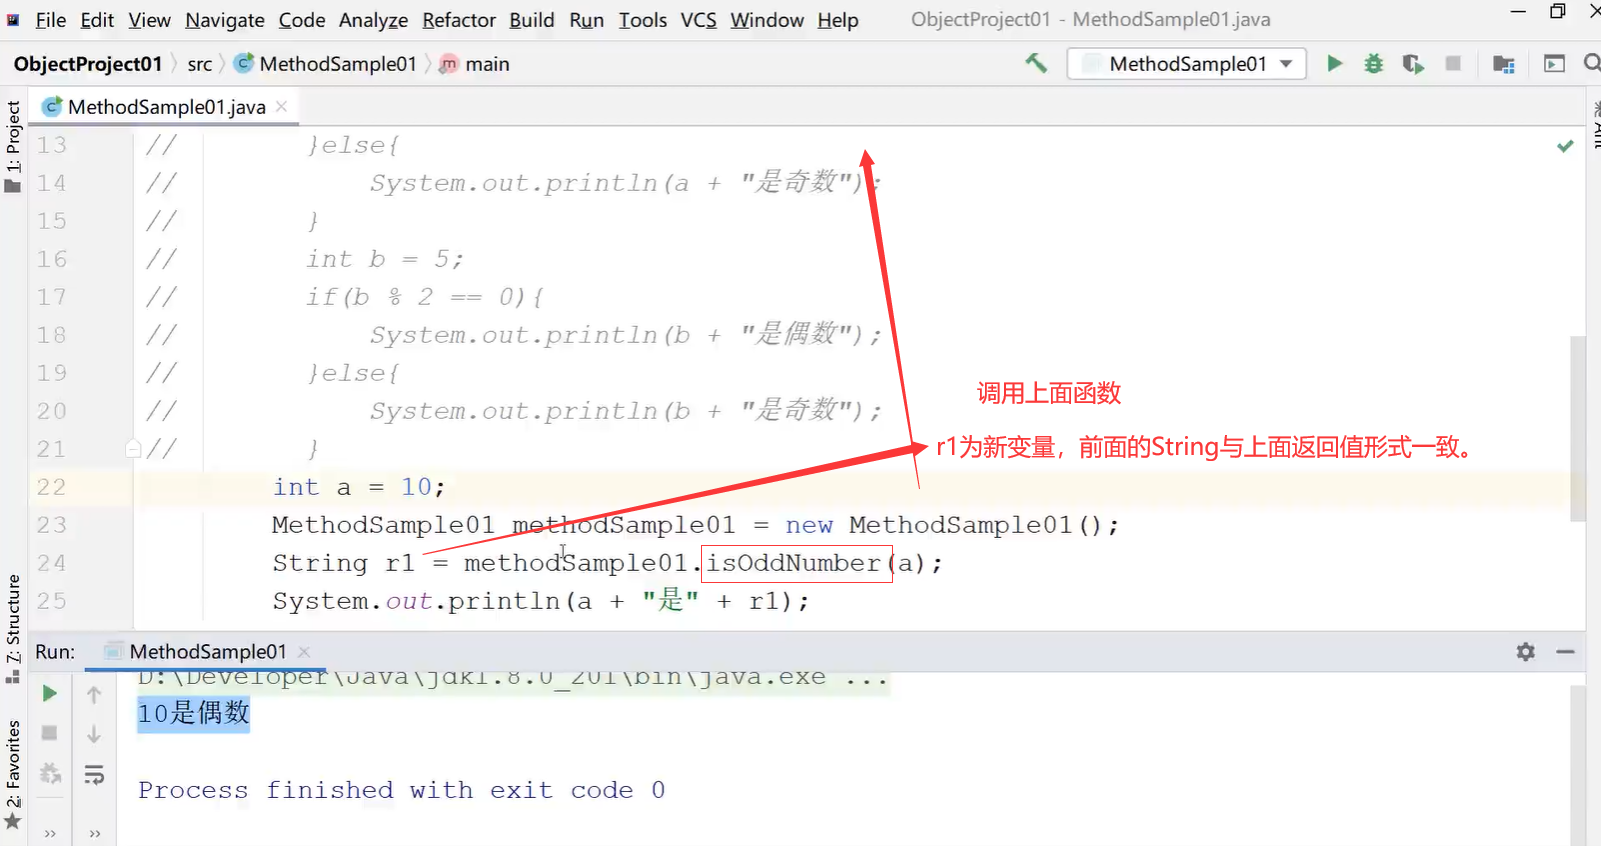 File Edit View Navigate Code Analyze Refactor Build Run Tools VCS Window Help ObjectProject01 - MethodSample01.java
ObjectProject01 src MethodSample01 main MethodSample01
MethodSample01.java
1: Project
13 // }else{
14 // System.out.println(a + "是奇数");
15 // }
16 // int b = 5;
17 // if(b % 2 == 0){
18 // System.out.println(b + "是偶数");
19 // }else{
20 // System.out.println(b + "是奇数");
21 // }
调用上面函数
r1为新变量，前面的String与上面返回值形式一致。
22 int a = 10;
23 MethodSample01 methodSample01 = new MethodSample01();
24 String r1 = methodSample01.isOddNumber(a);
25 System.out.println(a + "是" + r1);
Z: Structure
2: Favorites
Run: MethodSample01
D:\Developer\Java\jdk1.8.0_201\bin\java.exe ...
10是偶数
Process finished with exit code 0